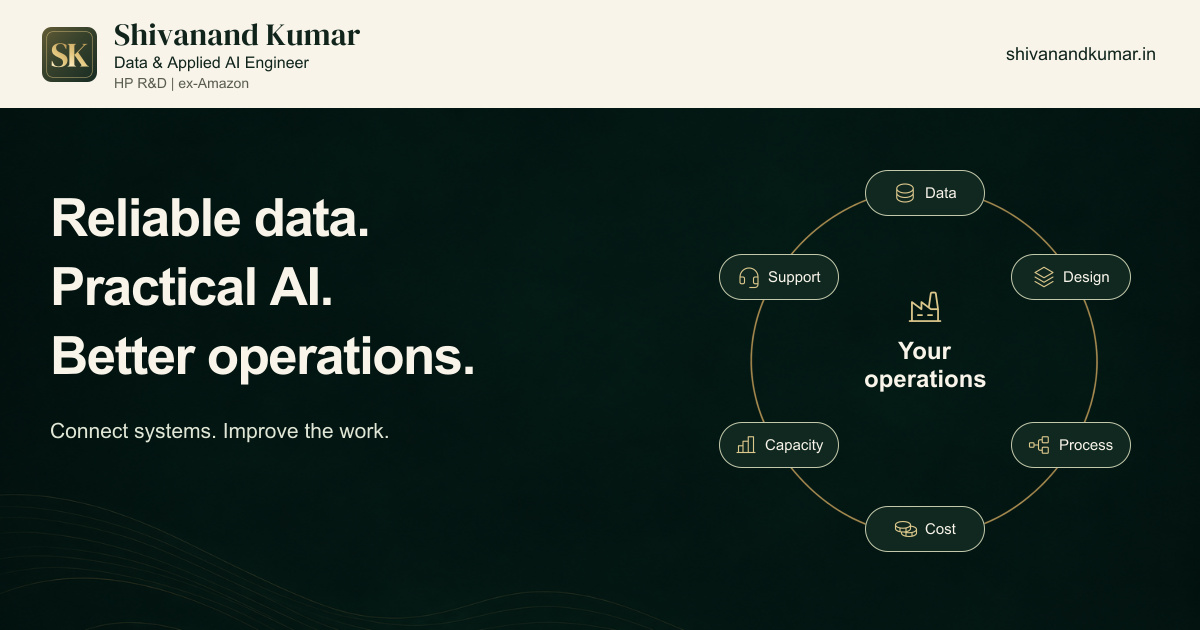 SK
Shivanand Kumar
Data & Applied AI Engineer
HP R&D | ex-Amazon
shivanandkumar.in
Reliable data.
Practical AI.
Better operations.
Connect systems. Improve the work.
Data
Support
Design
Your
operations
Capacity
Process
Cost